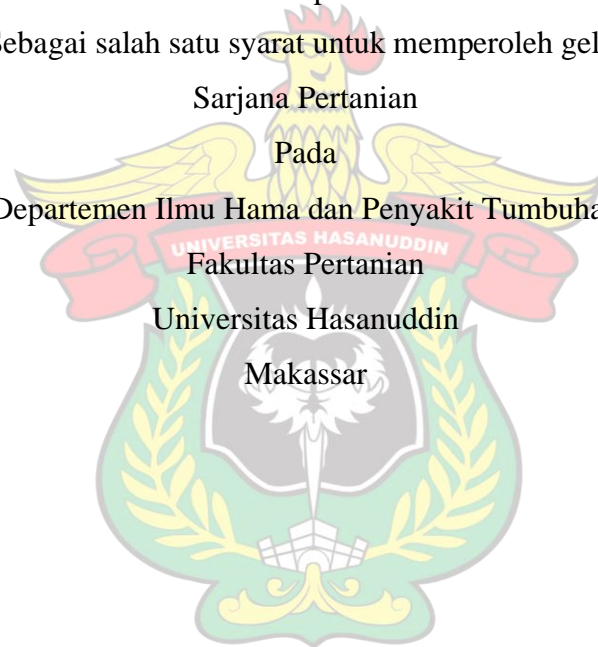 Sebagai salah satu syarat untuk memperoleh gel
Sarjana Pertanian
Pada
Departemen Ilmu Hama dan Penyakit Tumbuha
UNIVERSITAS HASANUDDIN
Fakultas Pertanian
Universitas Hasanuddin
Makassar